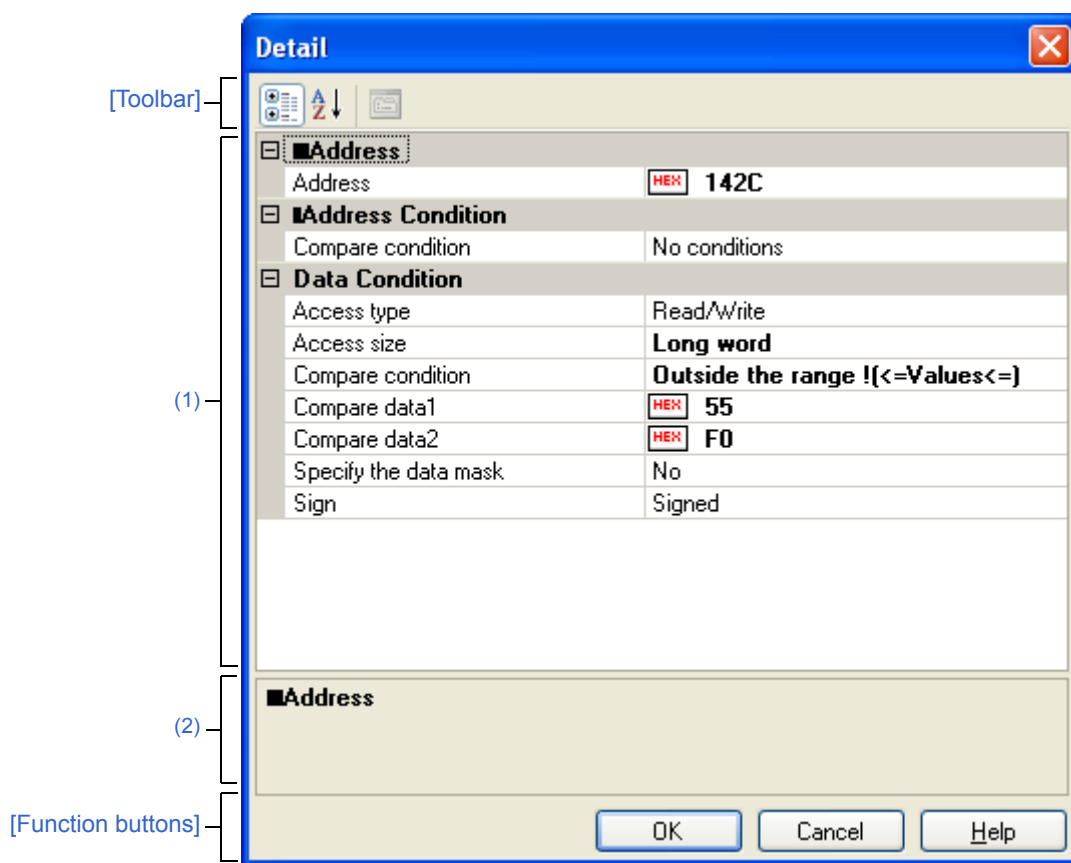 Detail
[Toolbar]
A
Z
■Address
Address HEX 142C
■Address Condition
Compare condition No conditions
Data Condition
Access type Read/Write
Access size Long word
Compare condition Outside the range !(<=Values<=)
(1)
Compare data1 HEX 55
Compare data2 HEX F0
Specify the data mask No
Sign Signed
■Address
(2)
[Function buttons]
OK Cancel Help